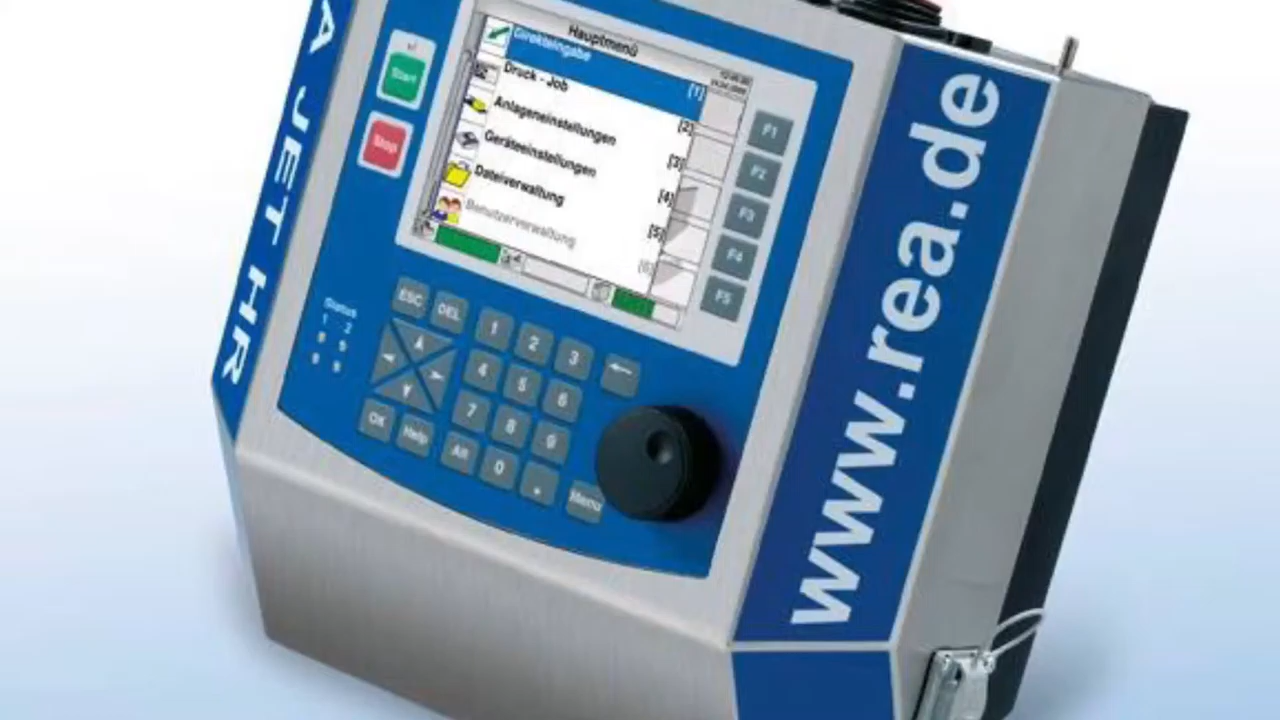 A JET HR
Start
Stop
Hauptmenü
Direkteingabe [1]
Druck - Job [2]
Anlageneinstellungen [3]
Geräteeinstellungen [4]
Dateiverwaltung [5]
Benutzerverwaltung [6]
F1
F2
F3
F4
F5
Status
1 2
ESC DEL
1 2 3
4 5 6
7 8 9
OK Help
Alt 0 .
Menu
www.rea.de